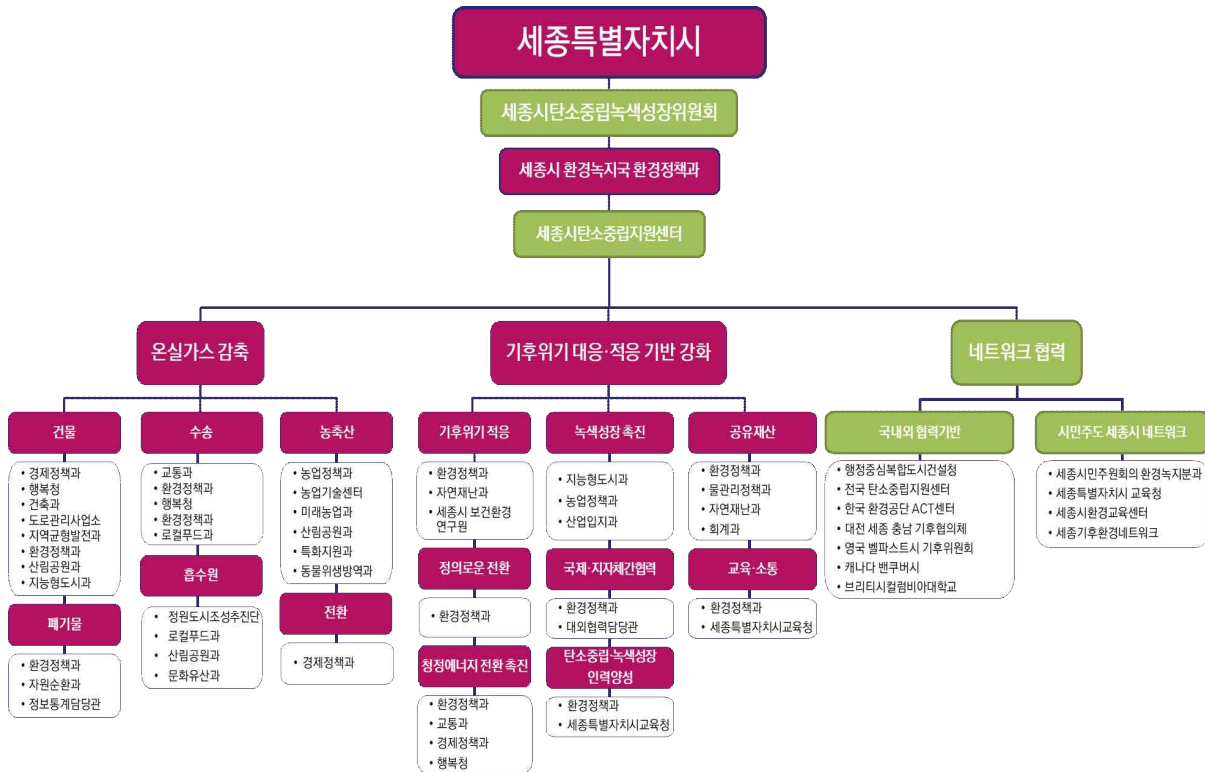 세종특별자치시
세종시탄소중립녹색성장위원회
세종시 환경녹지국 환경정책과
세종시탄소중립지원센터
온실가스 감축
건물
• 경제정책과
• 행복청
• 건축과
• 도로관리사업소
• 지역균형발전과
• 환경정책과
• 산림공원과
• 지능형도시과
폐기물
• 환경정책과
• 자원순환과
• 정보통계담당관
수송
• 교통과
• 환경정책과
• 행복청
• 환경정책과
• 로컬푸드과
흡수원
• 정원도시조성추진단
• 로컬푸드과
• 산림공원과
• 문화유산과
농축산
• 농업정책과
• 농업기술센터
• 미래농업과
• 산림공원과
• 특화지원과
• 동물위생방역과
전환
• 경제정책과
기후위기 대응·적응 기반 강화
기후위기 적응
• 환경정책과
• 자연재난과
• 세종시 보건환경
연구원
정의로운 전환
• 환경정책과
청정에너지 전환 촉진
• 환경정책과
• 교통과
• 경제정책과
• 행복청
녹색성장 촉진
• 지능형도시과
• 농업정책과
• 산업입지과
국제·지자체간협력
• 환경정책과
• 대외협력담당관
탄소중립·녹색성장
인력양성
• 환경정책과
• 세종특별자치시교육청
공유재산
• 환경정책과
• 물관리정책과
• 자연재난과
• 회계과
교육·소통
• 환경정책과
• 세종특별자치시교육청
네트워크 협력
국내외 협력기반
• 행정중심복합도시건설청
• 전국 탄소중립지원센터
• 한국 환경공단 ACT센터
• 대전 세종 충남 기후협의체
• 영국 벨파스트시 기후위원회
• 캐나다 밴쿠버시
• 브리티시컬럼비아대학교
시민주도 세종시 네트워크
• 세종시민주원회의 환경녹지분과
• 세종특별자치시 교육청
• 세종시환경교육센터
• 세종기후환경네트워크